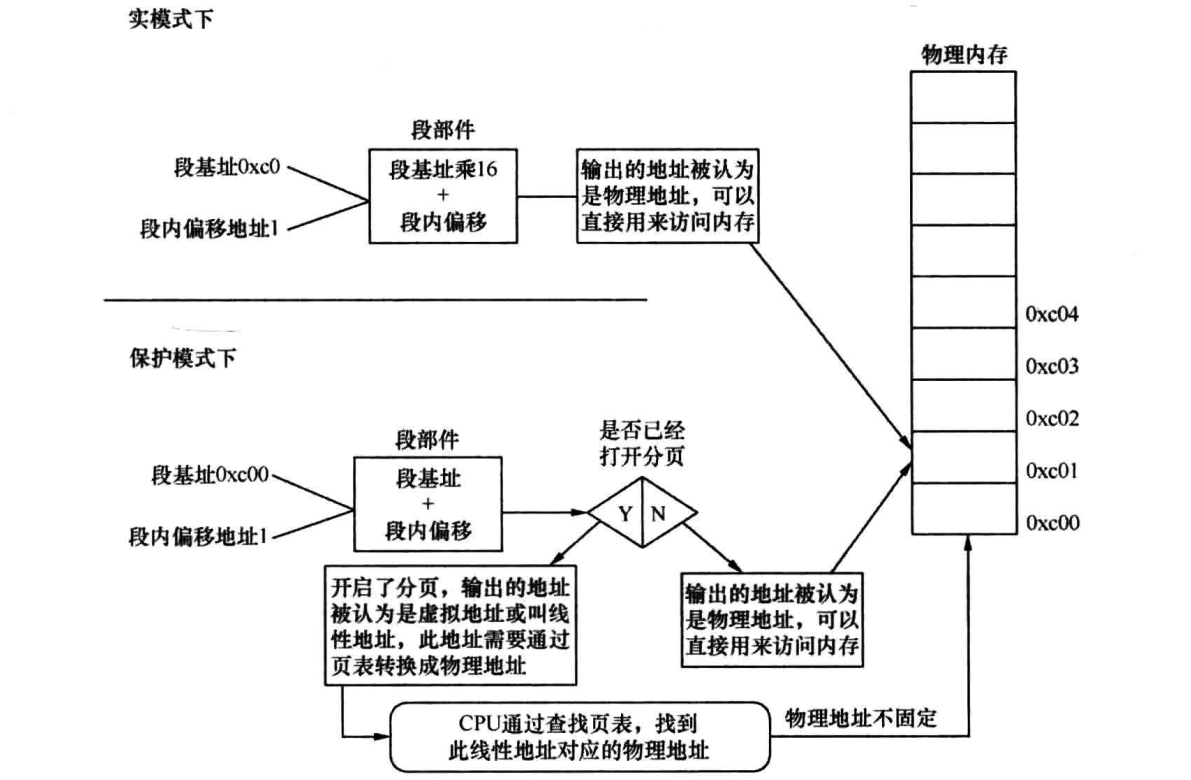 实模式下
物理内存
段部件
段基址0xc0
段内偏移地址1
段基址乘16
+
段内偏移
输出的地址被认为
是物理地址，可以
直接用来访问内存
0xc04
0xc03
0xc02
0xc01
0xc00
保护模式下
段部件
段基址0xc00
段内偏移地址1
段基址
+
段内偏移
是否已经
打开分页
Y
N
开启了分页，输出的地址
被认为是虚拟地址或叫线
性地址，此地址需要通过
页表转换成物理地址
输出的地址被认为
是物理地址，可以
直接用来访问内存
CPU通过查找页表，找到
此线性地址对应的物理地址
物理地址不固定